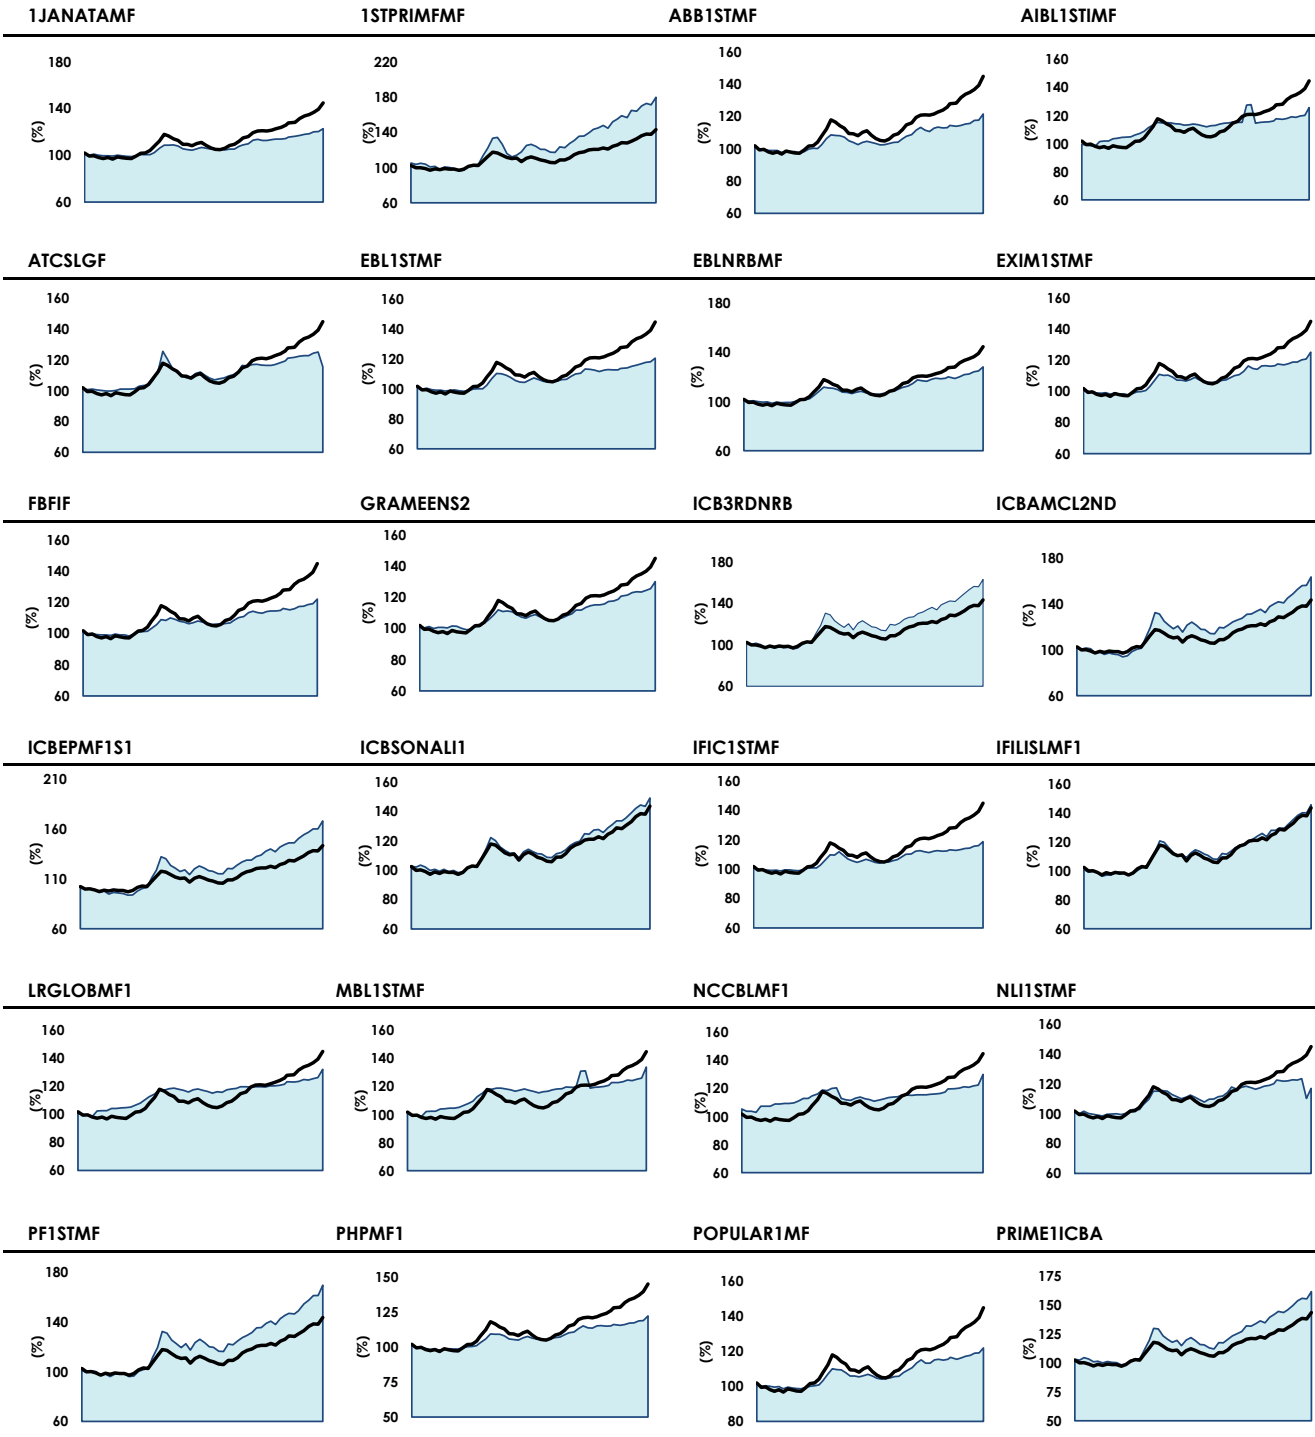 1JANATAMF 1STPRIMFMF ABB1STMF AIBL1STIMF
180 220 160 160
140 180 140 140
100 140 120 120
60 100 100 100
60 80 80
60 60
(%) (%) (%) (%)
ATCSLGF EBL1STMF EBLNRBMF EXIM1STMF
160 160 180 160
140 140 140 140
120 120 100 120
100 100 60 100
80 80 80
60 60 60
(%) (%) (%) (%)
FBFIF GRAMEENS2 ICB3RDNRB ICBAMCL2ND
160 160 180 180
140 140 140 140
120 120 100 100
100 100 60 60
80 80
60 60
(%) (%) (%) (%)
ICBEPMF1S1 ICBSONALI1 IFIC1STMF IFILISLMF1
210 160 160 160
160 140 140 140
110 120 120 120
60 100 100 100
80 80 80
60 60 60
(%) (%) (%) (%)
LRGLOBMF1 MBL1STMF NCCBLMF1 NLI1STMF
160 160 160 160
140 140 140 140
120 120 120 120
100 100 100 100
80 80 80 80
60 60 60 60
(%) (%) (%) (%)
PF1STMF PHPMF1 POPULAR1MF PRIME1ICBA
180 150 160 175
140 125 140 150
100 100 120 125
60 75 100 100
50 80 75
50
(%) (%) (%) (%)